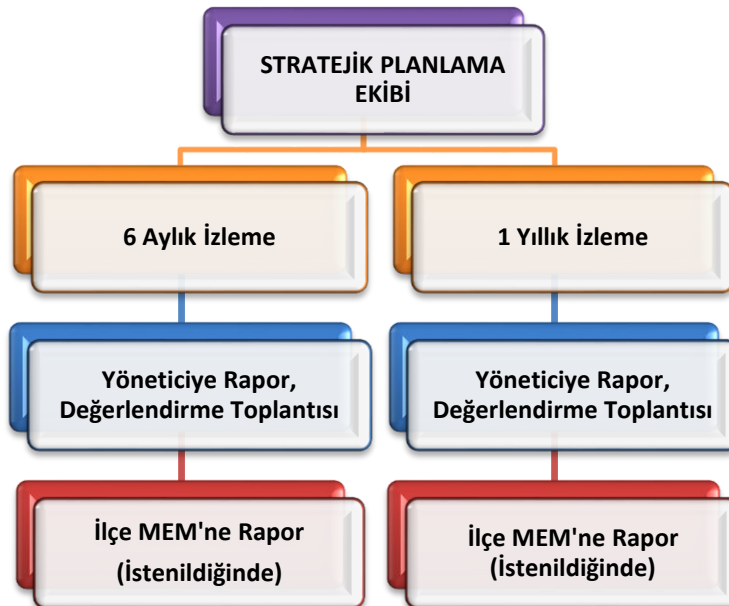 STRATEJİK PLANLAMA
EKİBİ
6 Aylık İzleme
1 Yıllık İzleme
Yöneticiye Rapor,
Değerlendirme Toplantısı
Yöneticiye Rapor,
Değerlendirme Toplantısı
İlçe MEM'ne Rapor
(İstenildiğinde)
İlçe MEM'ne Rapor
(İstenildiğinde)